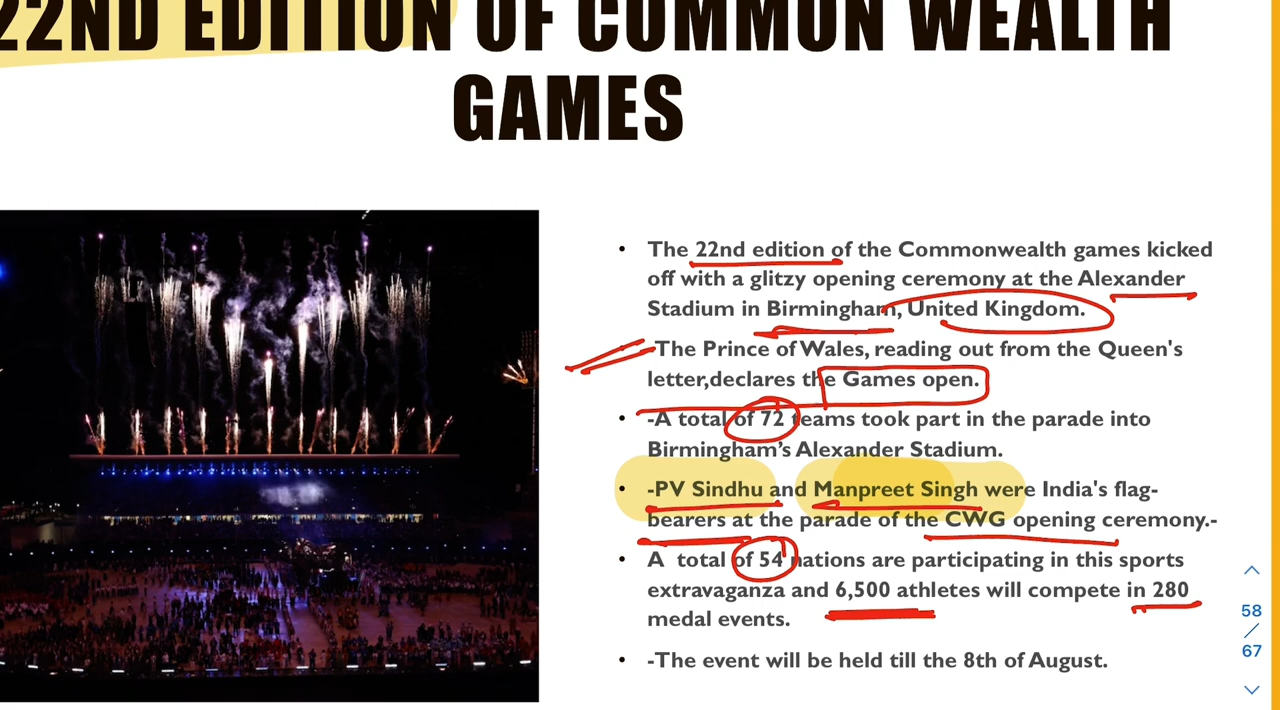 22ND EDITION OF COMMON WEALTH
GAMES
• The 22nd edition of the Commonwealth games kicked
off with a glitzy opening ceremony at the Alexander
Stadium in Birmingham, United Kingdom.
-The Prince of Wales, reading out from the Queen's
letter,declares the Games open.
• -A total of 72 teams took part in the parade into
Birmingham’s Alexander Stadium.
• -PV Sindhu and Manpreet Singh were India's flag-
bearers at the parade of the CWG opening ceremony.-
• A total of 54 nations are participating in this sports
extravaganza and 6,500 athletes will compete in 280
medal events.
• -The event will be held till the 8th of August.
58
/
67